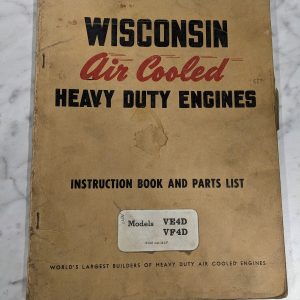 WISCONSIN
Air Cooled
HEAVY DUTY ENGINES
INSTRUCTION BOOK AND PARTS LIST
Models VE4D
VF4D
WORLD'S LARGEST BUILDERS OF HEAVY DUTY AIR COOLED ENGINES